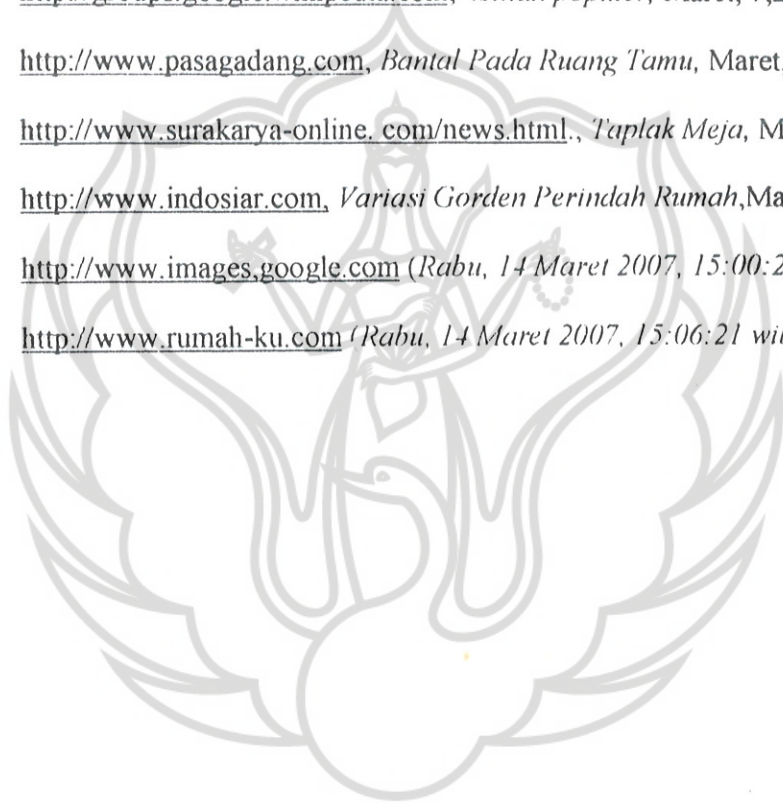 http://www.pasagadang.com, Bantal Pada Ruang Tamu, Maret
http://www.surakarya-online. com/news.html., Taplak Meja, M
http://www.indosiar.com, Variasi Gorden Perindah Rumah,Ma
http://www.images,google.com (Rabu, 14 Maret 2007, 15:00:2
http://www.rumah-ku.com (Rabu, 14 Maret 2007, 15:06:21 wi